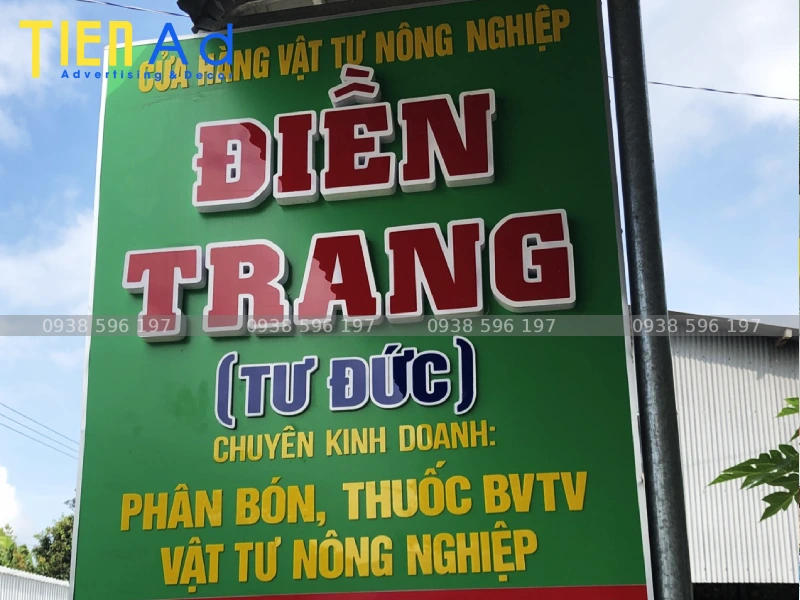 TIEN Ad
Advertising & Decor
CỬA HÀNG VẬT TƯ NÔNG NGHIỆP
ĐIỀN
TRANG
0938 596 197 0938 596 197 0938 596 197 0938 596 197
(TƯ ĐỨC)
CHUYÊN KINH DOANH:
PHÂN BÓN, THUỐC BVTV
VẬT TƯ NÔNG NGHIỆP